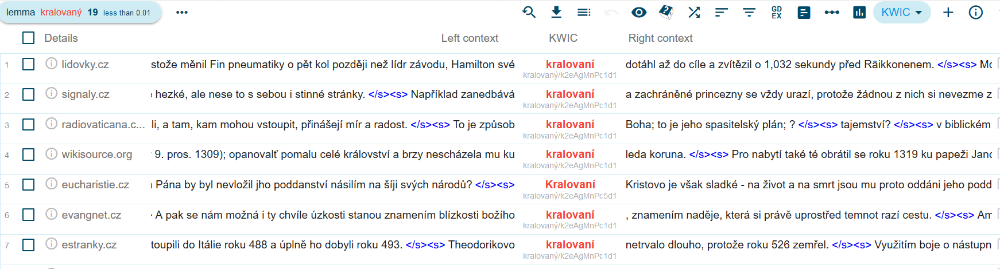 lemma kralovaný 19 less than 0.01 •••
GD EX
KWIC
Details Left context KWIC Right context
1 lidovky.cz stože měnil Fin pneumatiky o pět kol později než lídr závodu, Hamilton své kralovaní dotáhl až do cíle a zvítězil o 1,032 sekundy před Räikkonenem. </s><s>
kralovaný/k2eAgMnPc1d1
2 signaly.cz hezké, ale nese to s sebou i stinné stránky. </s><s> Například zanedbává kralovaní a zachráněné princezny se vždy urazí, protože žádnou z nich si nevezme z
kralovaný/k2eAgMnPc1d1
3 radiovaticana.c... li, a tam, kam mohou vstoupit, přinášejí mír a radost. </s><s> To je způsob kralovaní Boha; to je jeho spasitelský plán; ? </s><s> tajemství? </s><s> v biblickém
kralovaný/k2eAgMnPc1d1
4 wikisource.org 9. pros. 1309); opanovalť pomalu celé království a brzy nescházela mu ku kralovaní leda koruna. </s><s> Pro nabytí také té obrátil se roku 1319 ku papeži Jano
kralovaný/k2eAgMnPc1d1
5 eucharistie.cz Pána by byl nevložil jho poddanství násilím na šíji svých národů? </s><s> Kralovaní Kristovo je však sladké - na život a na smrt jsou mu proto oddáni jeho podd
kralovaný/k2eAgMnPc5d1
6 evangnet.cz A pak se nám možná i ty chvíle úzkosti stanou znamením blízkosti božího kralovaní , znamením naděje, která si právě uprostřed temnot razí cestu. </s><s> Am
kralovaný/k2eAgMnPc1d1
7 estranky.cz toupili do Itálie roku 488 a úplně ho dobyli roku 493. </s><s> Theodorikovo kralovaní netrvalo dlouho, protože roku 526 zemřel. </s><s> Využitím boje o nástupn
kralovaný/k2eAgMnPc1d1